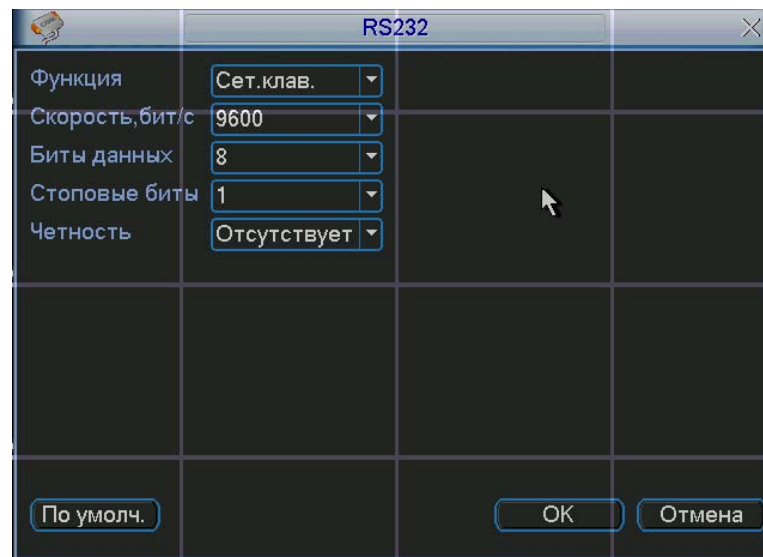 RS232
Функция Сет.клав.
Скорость,бит/с 9600
Биты данных 8
Стоповые биты 1
Четность Отсутствует
По умолч. OK Отмена